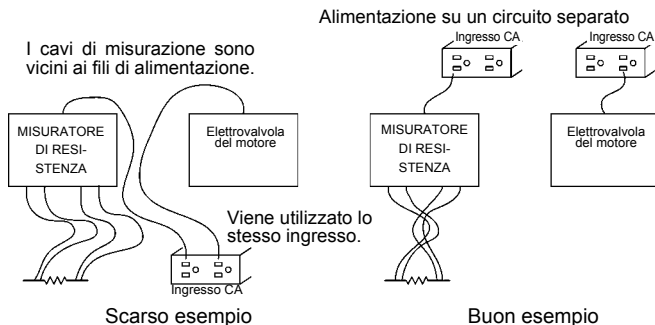 I cavi di misurazione sono
vicini ai fili di alimentazione.
MISURATORE
DI RESI-
STENZA
Elettrovalvola
del motore
Viene utilizzato lo
stesso ingresso.
Ingresso CA
Scarso esempio
Alimentazione su un circuito separato
Ingresso CA
Ingresso CA
MISURATORE
DI RESI-
STENZA
Elettrovalvola
del motore
Buon esempio